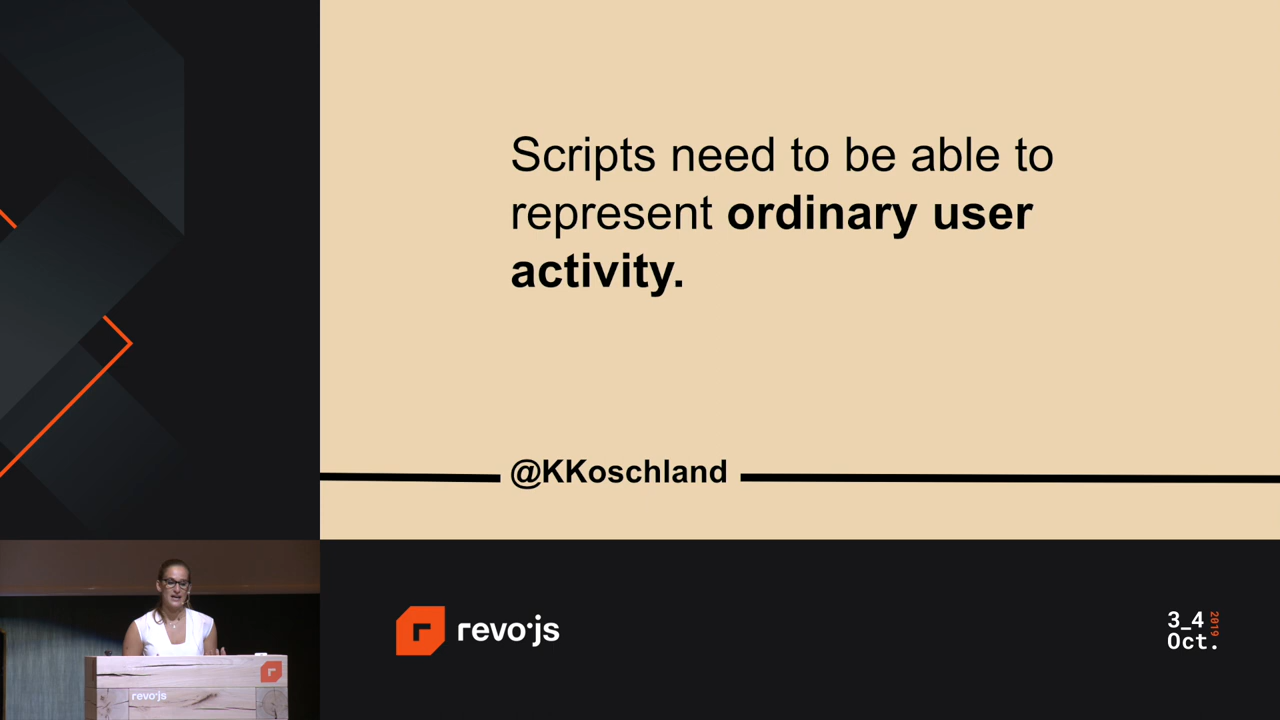 Scripts need to be able to
represent ordinary user
activity.
@KKoschland
revo·js
3_4
Oct.
2019
revo·js